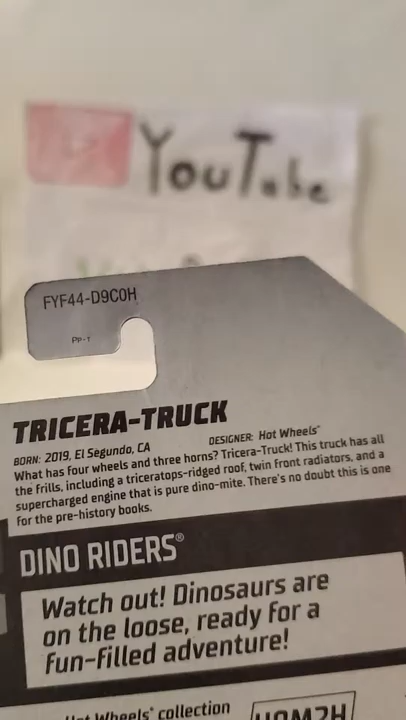 YouTube
FYF44-D9C0H
PP-Y
TRICERA-TRUCK
BORN: 2019, El Segundo, CA DESIGNER: Hot Wheels®
What has four wheels and three horns? Tricera-Truck! This truck has all
the frills, including a triceratops-ridged roof, twin front radiators, and a
supercharged engine that is pure dino-mite. There's no doubt this is one
for the pre-history books.
DINO RIDERS®
Watch out! Dinosaurs are
on the loose, ready for a
fun-filled adventure!
Hot Wheels® collection